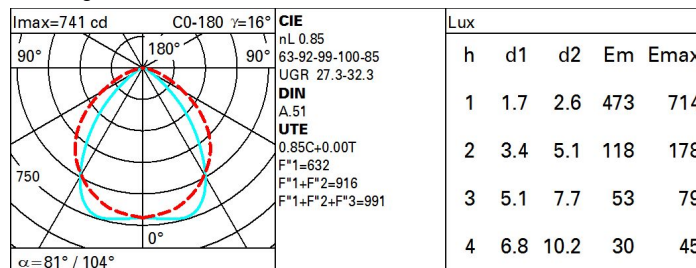 Imax=741 cd C0-180 γ=16°
90° 180° 90°
750
0°
α=81° / 104°
CIE
nL 0.85
63-92-99-100-85
UGR 27.3-32.3
DIN
A.51
UTE
0.85C+0.00T
F"1=632
F"1+F"2=916
F"1+F"2+F"3=991
Lux
h d1 d2 Em Emax
1 1.7 2.6 473 714
2 3.4 5.1 118 178
3 5.1 7.7 53 79
4 6.8 10.2 30 45